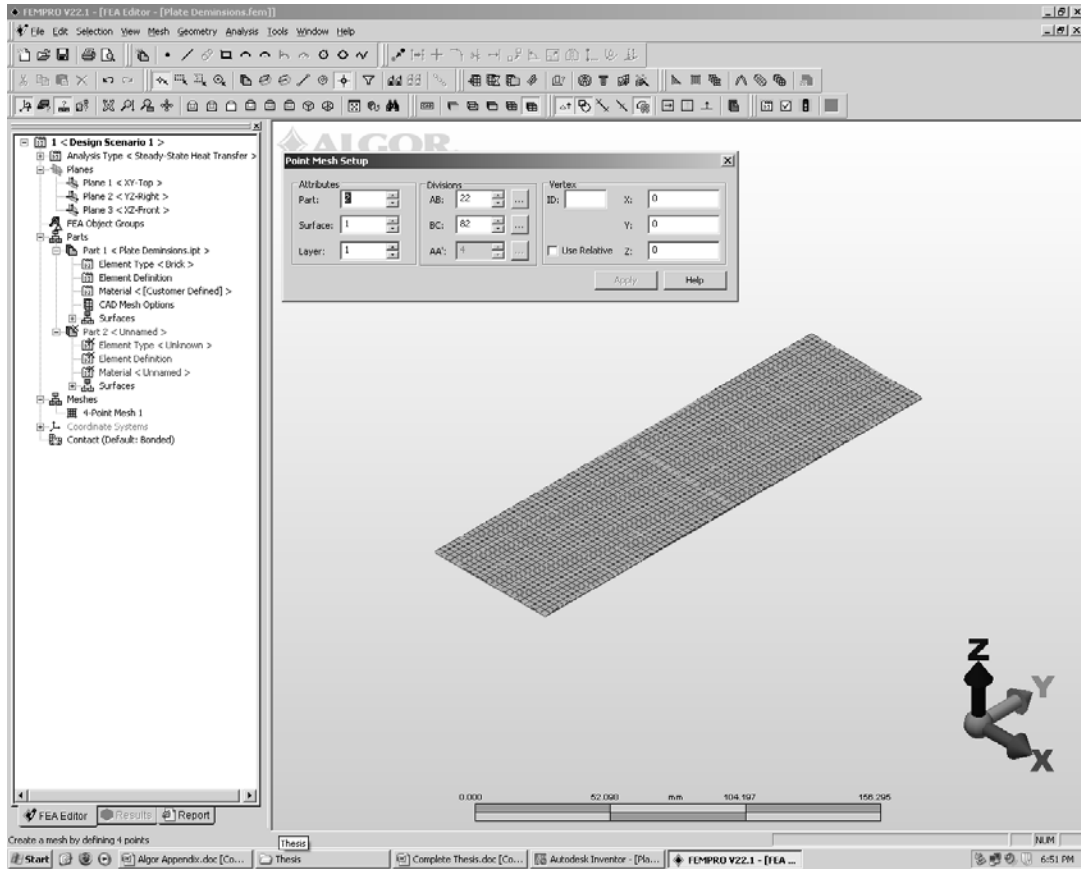 FEMPRO V22.1 - [FEA Editor - [Plate Deminsions.fem]]
File Edit Selection View Mesh Geometry Analysis Tools Window Help
ALGOR
1 < Design Scenario 1 >
Analysis Type < Steady-State Heat Transfer >
Planes
Plane 1 < XY-Top >
Plane 2 < YZ-Right >
Plane 3 < XZ-Front >
FEA Object Groups
Parts
Part 1 < Plate Deminsions.ipt >
Element Type < Brick >
Element Definition
Material < [Customer Defined] >
CAD Mesh Options
Surfaces
Part 2 < Unnamed >
Element Type < Unknown >
Element Definition
Material < Unnamed >
Surfaces
Meshes
4-Point Mesh 1
Coordinate Systems
Contact (Default: Bonded)
Point Mesh Setup
Attributes
Part: 2
Surface: 1
Layer: 1
Divisions
AB: 22 ...
BC: 82 ...
AA': 4 ...
Vertex
ID: X: 0
Y: 0
Use Relative Z: 0
Apply Help
Z
Y
X
0.000 52.090 mm 104.197 156.295
FEA Editor Results Report
Create a mesh by defining 4 points
Thesis
NUM
Start Algor Appendix.doc [Co... Thesis Complete Thesis.doc [Co... Autodesk Inventor - [Pla... FEMPRO V22.1 - [FEA ... 6:51 PM